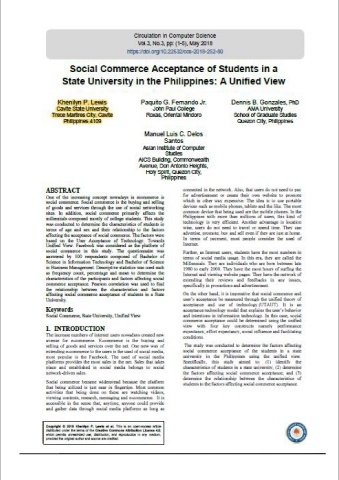 Circulation in Computer Science
Vol 3, No.3, pp: (1-5), May 2018
Social Commerce Acceptance of Students in a
State University in the Philippines: A Unified View
Khenilyn P. Lewis
Cavite State University
Trece Martires City, Cavite
Philippines 4109
Paquito G. Fernando Jr.
John Paul College
Roxas, Oriental Mindoro
Dennis B. Gonzales, PhD
AMA University
School of Graduate Studies
Quezon City, Philippines
Manuel Luis C. Delos
Santos
Asian Institute of Computer
Studies
AICS Building, Commonwealth
Avenue, Don Antonio Heights,
Holy Spirit, Quezon City,
Philippines
ABSTRACT
One of the increasing concept nowadays is ecommerce is
social commerce. Social commerce is the buying and selling
of goods and services through the use of social networking
sites. In addition, social commerce primarily affects the
millennials composed mostly of college students. This study
was conducted to determine the characteristics of students in
terms of age and sex and their relationship to the factors
affecting the acceptance of social commerce. The factors were
based on the User Acceptance of Technology: Towards
Unified View. Facebook was considered as the platform of
social commerce in this study. The questionnaire was
answered by 100 respondents composed of Bachelor of
Science in Information Technology and Bachelor of Science
in Business Management. Descriptive statistics was used such
as frequency count, percentage and mean to determine the
characteristics of the participants and factors affecting social
commerce acceptance. Pearson correlation was used to find
the relationship between the characteristics and factors
affecting social commerce acceptance of students in a State
University.
Keywords
Social Commerce, State University, Unified View
1. INTRODUCTION
The increase numbers of internet users nowadays created new
avenue for ecommerce. Ecommerce is the buying and
selling of goods and services over the net. One new way of
extending ecommerce to the users is the used of social media,
most popular is the Facebook. The used of social media
platforms provides the most sales in the net. Sales that takes
place and established in social media belongs to social
network-driven sales.
Social commerce became widespread because the platform
that being utilized is just near in fingertips. Most common
activities that being done on these are watching videos,
viewing contents, research, messaging and ecommerce. It is
accessible in the sense that, anytime, anyone could provide
and gather data through social media platforms as long as
connected in the network. Also, that users do not need to pay
for advertisement or create their own website to promote
which in other way expensive. The idea is to use portable
devices such as mobile phones, tablets and the like. The most
common device that being used are the mobile phones. In the
Philippines with more than millions of users, this kind of
technology is very efficient. Another advantage is location
wise, users do not need to travel or spend time. They can
advertise, promote, buy and sell even if they are just at home.
In terms of payment, most people consider the used of
Internet.
Further, as Internet users, students have the most numbers in
terms of social media usage. In this era, they are called the
Millennials. They are individuals who are born between late
1980 to early 2000. They have the most hours of surfing the
Internet and viewing website pages. They have the network of
extending their reviews and feedbacks in any issues,
specifically in promotions and advertisement.
On the other hand, it is imperative that social commerce and
user's acceptance be measured through the unified theory of
acceptance and use of technology (UTAUT). It is an
acceptance technology model that explains the user's behavior
and intentions in information technology. In this case, social
commerce acceptance could be determined using the unified
view with four key constructs namely performance
expectancy, effort expectancy, social influence and facilitating
conditions.
The study was conducted to determine the factors affecting
social commerce acceptance of the students in a state
university in the Philippines using the unified view.
Specifically, this study aimed to: (1) identify the
characteristics of students in a state university; (2) determine
the factors affecting social commerce acceptance; and (3)
determine the relationship between the characteristics of
students to the factors affecting social commerce acceptance.
Copyright © 2018 Khenilyn P. Lewis et al. This is an open-access article
distributed under the terms of the Creative Commons Attribution License 4.0,
which permits unrestricted use, distribution, and reproduction in any medium,
provided the original author and source are credited.